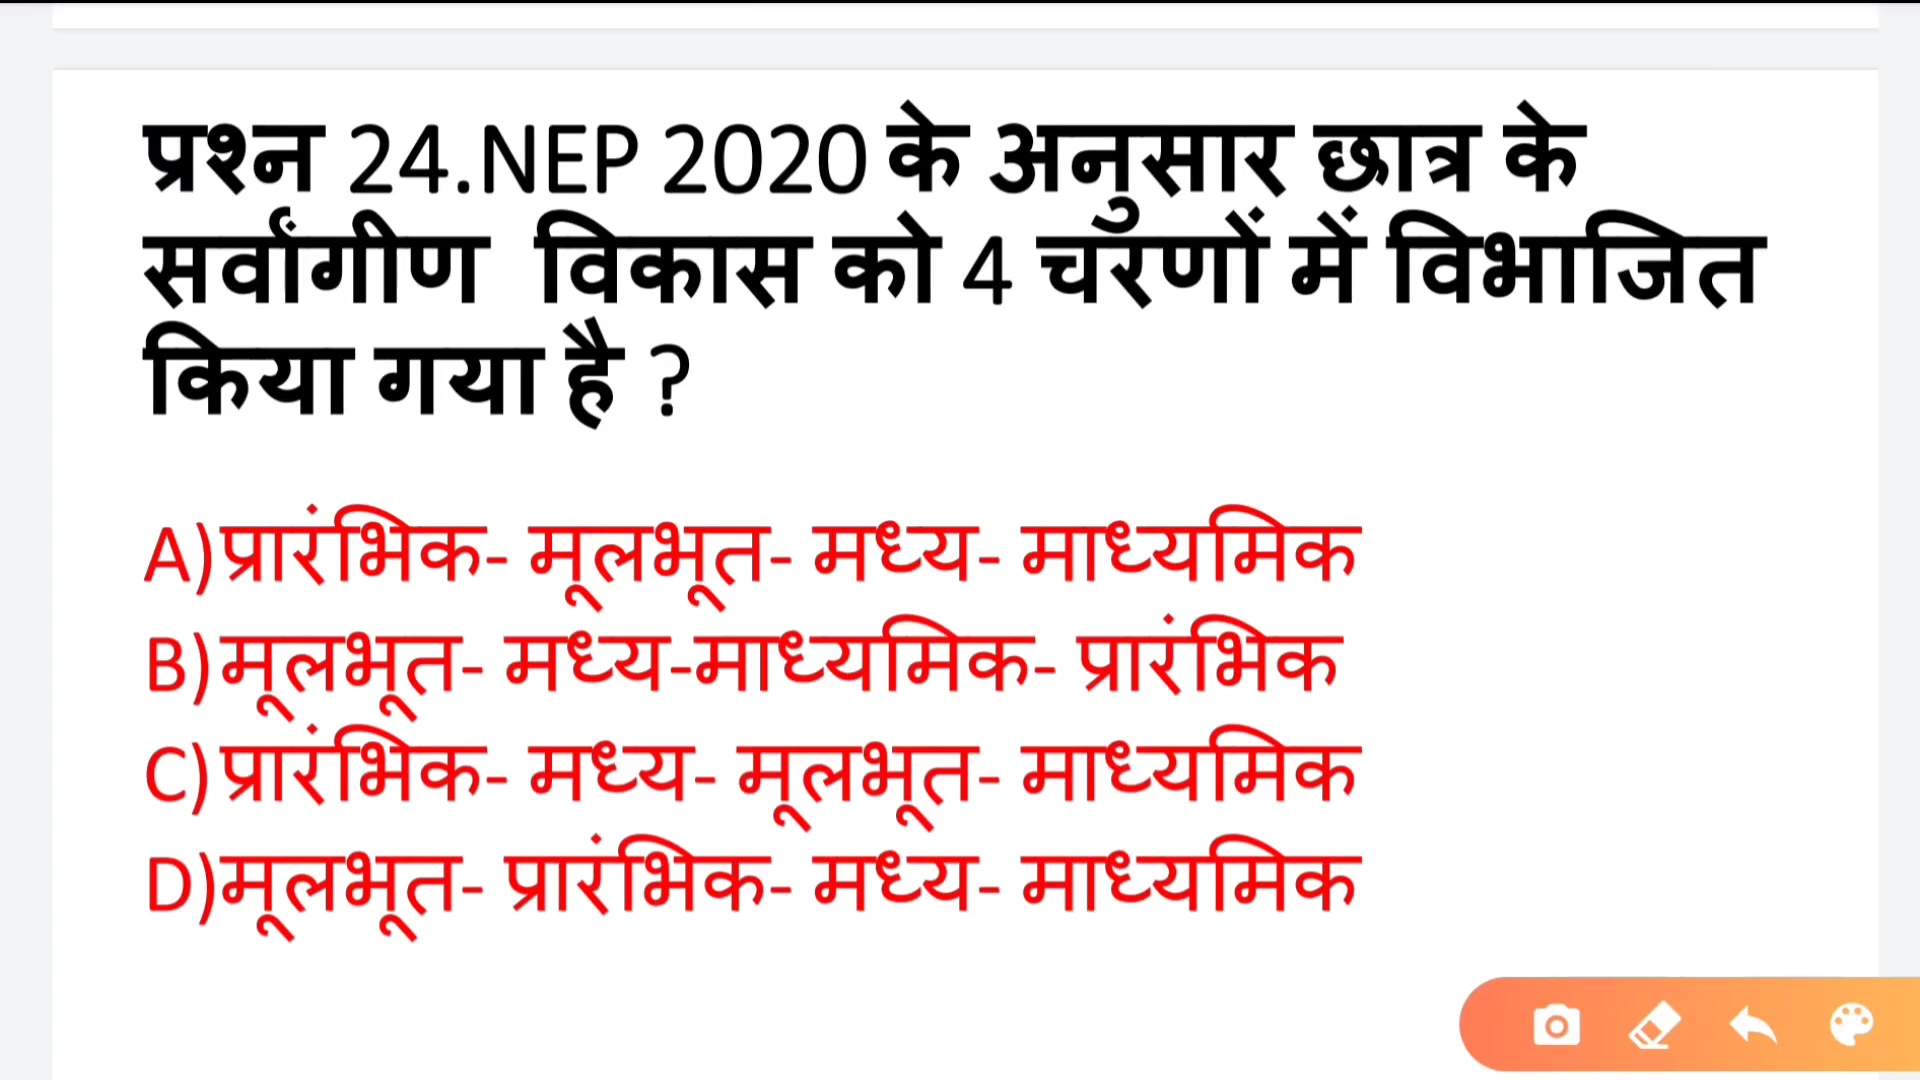 प्रश्न 24.NEP 2020 के अनुसार छात्र के
सर्वांगीण विकास को 4 चरणों में विभाजित
किया गया है ?
A)प्रारंभिक- मूलभूत- मध्य- माध्यमिक
B)मूलभूत- मध्य-माध्यमिक- प्रारंभिक
C)प्रारंभिक- मध्य- मूलभूत- माध्यमिक
D)मूलभूत- प्रारंभिक- मध्य- माध्यमिक